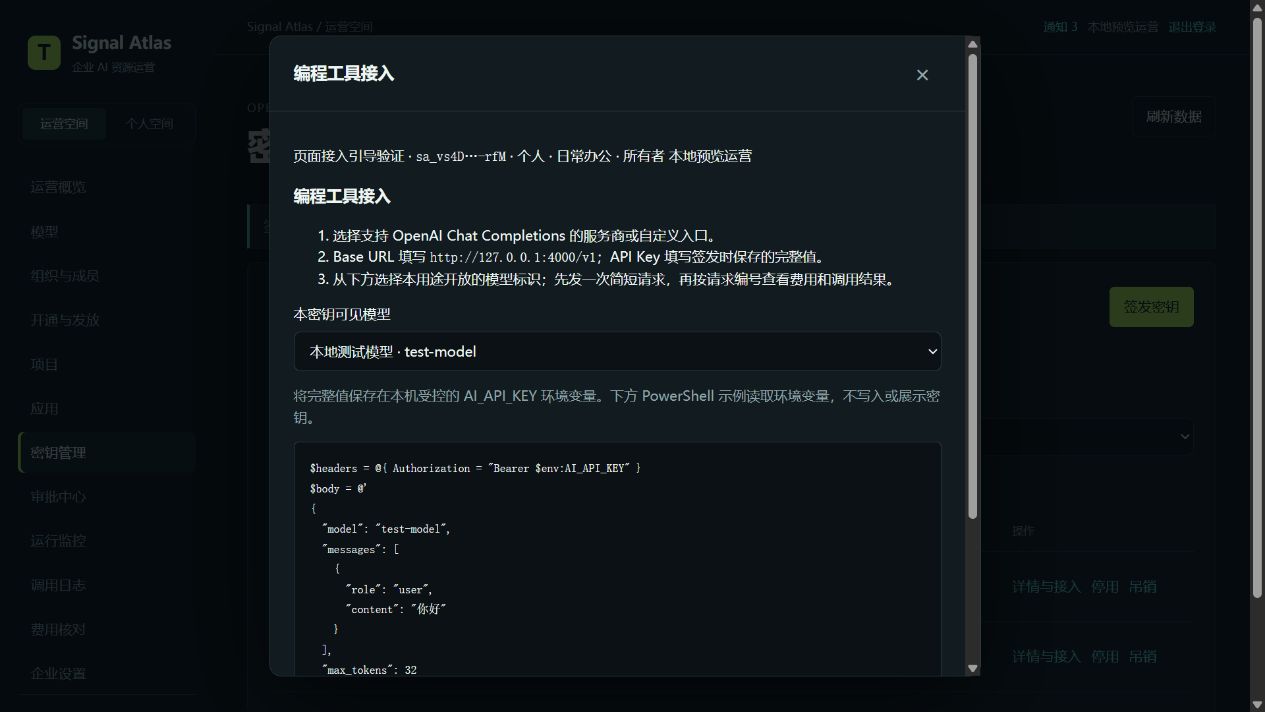 Signal Atlas
企业 AI 资源运营
运营空间
个人空间
运营概览
模型
组织与成员
开通与发放
项目
应用
密钥管理
审批中心
运行监控
调用日志
费用核对
企业设置
Signal Atlas / 运营空间
通知 3 本地预览运营 退出登录
OPE
密
刷新数据
签发密钥
操作
详情与接入 停用 吊销
详情与接入 停用 吊销
编程工具接入
×
页面接入引导验证 · sa_vs4D…-rfM · 个人 · 日常办公 · 所有者 本地预览运营
编程工具接入
1. 选择支持 OpenAI Chat Completions 的服务商或自定义入口。
2. Base URL 填写 http://127.0.0.1:4000/v1；API Key 填写签发时保存的完整值。
3. 从下方选择本用途开放的模型标识；先发一次简短请求，再按请求编号查看费用和调用结果。
本密钥可见模型
本地测试模型 · test-model
将完整值保存在本机受控的 AI_API_KEY 环境变量。下方 PowerShell 示例读取环境变量，不写入或展示密
钥。
$headers = @{ Authorization = "Bearer $env:AI_API_KEY" }
$body = @'
{
"model": "test-model",
"messages": [
{
"role": "user",
"content": "你好"
}
],
"max_tokens": 32